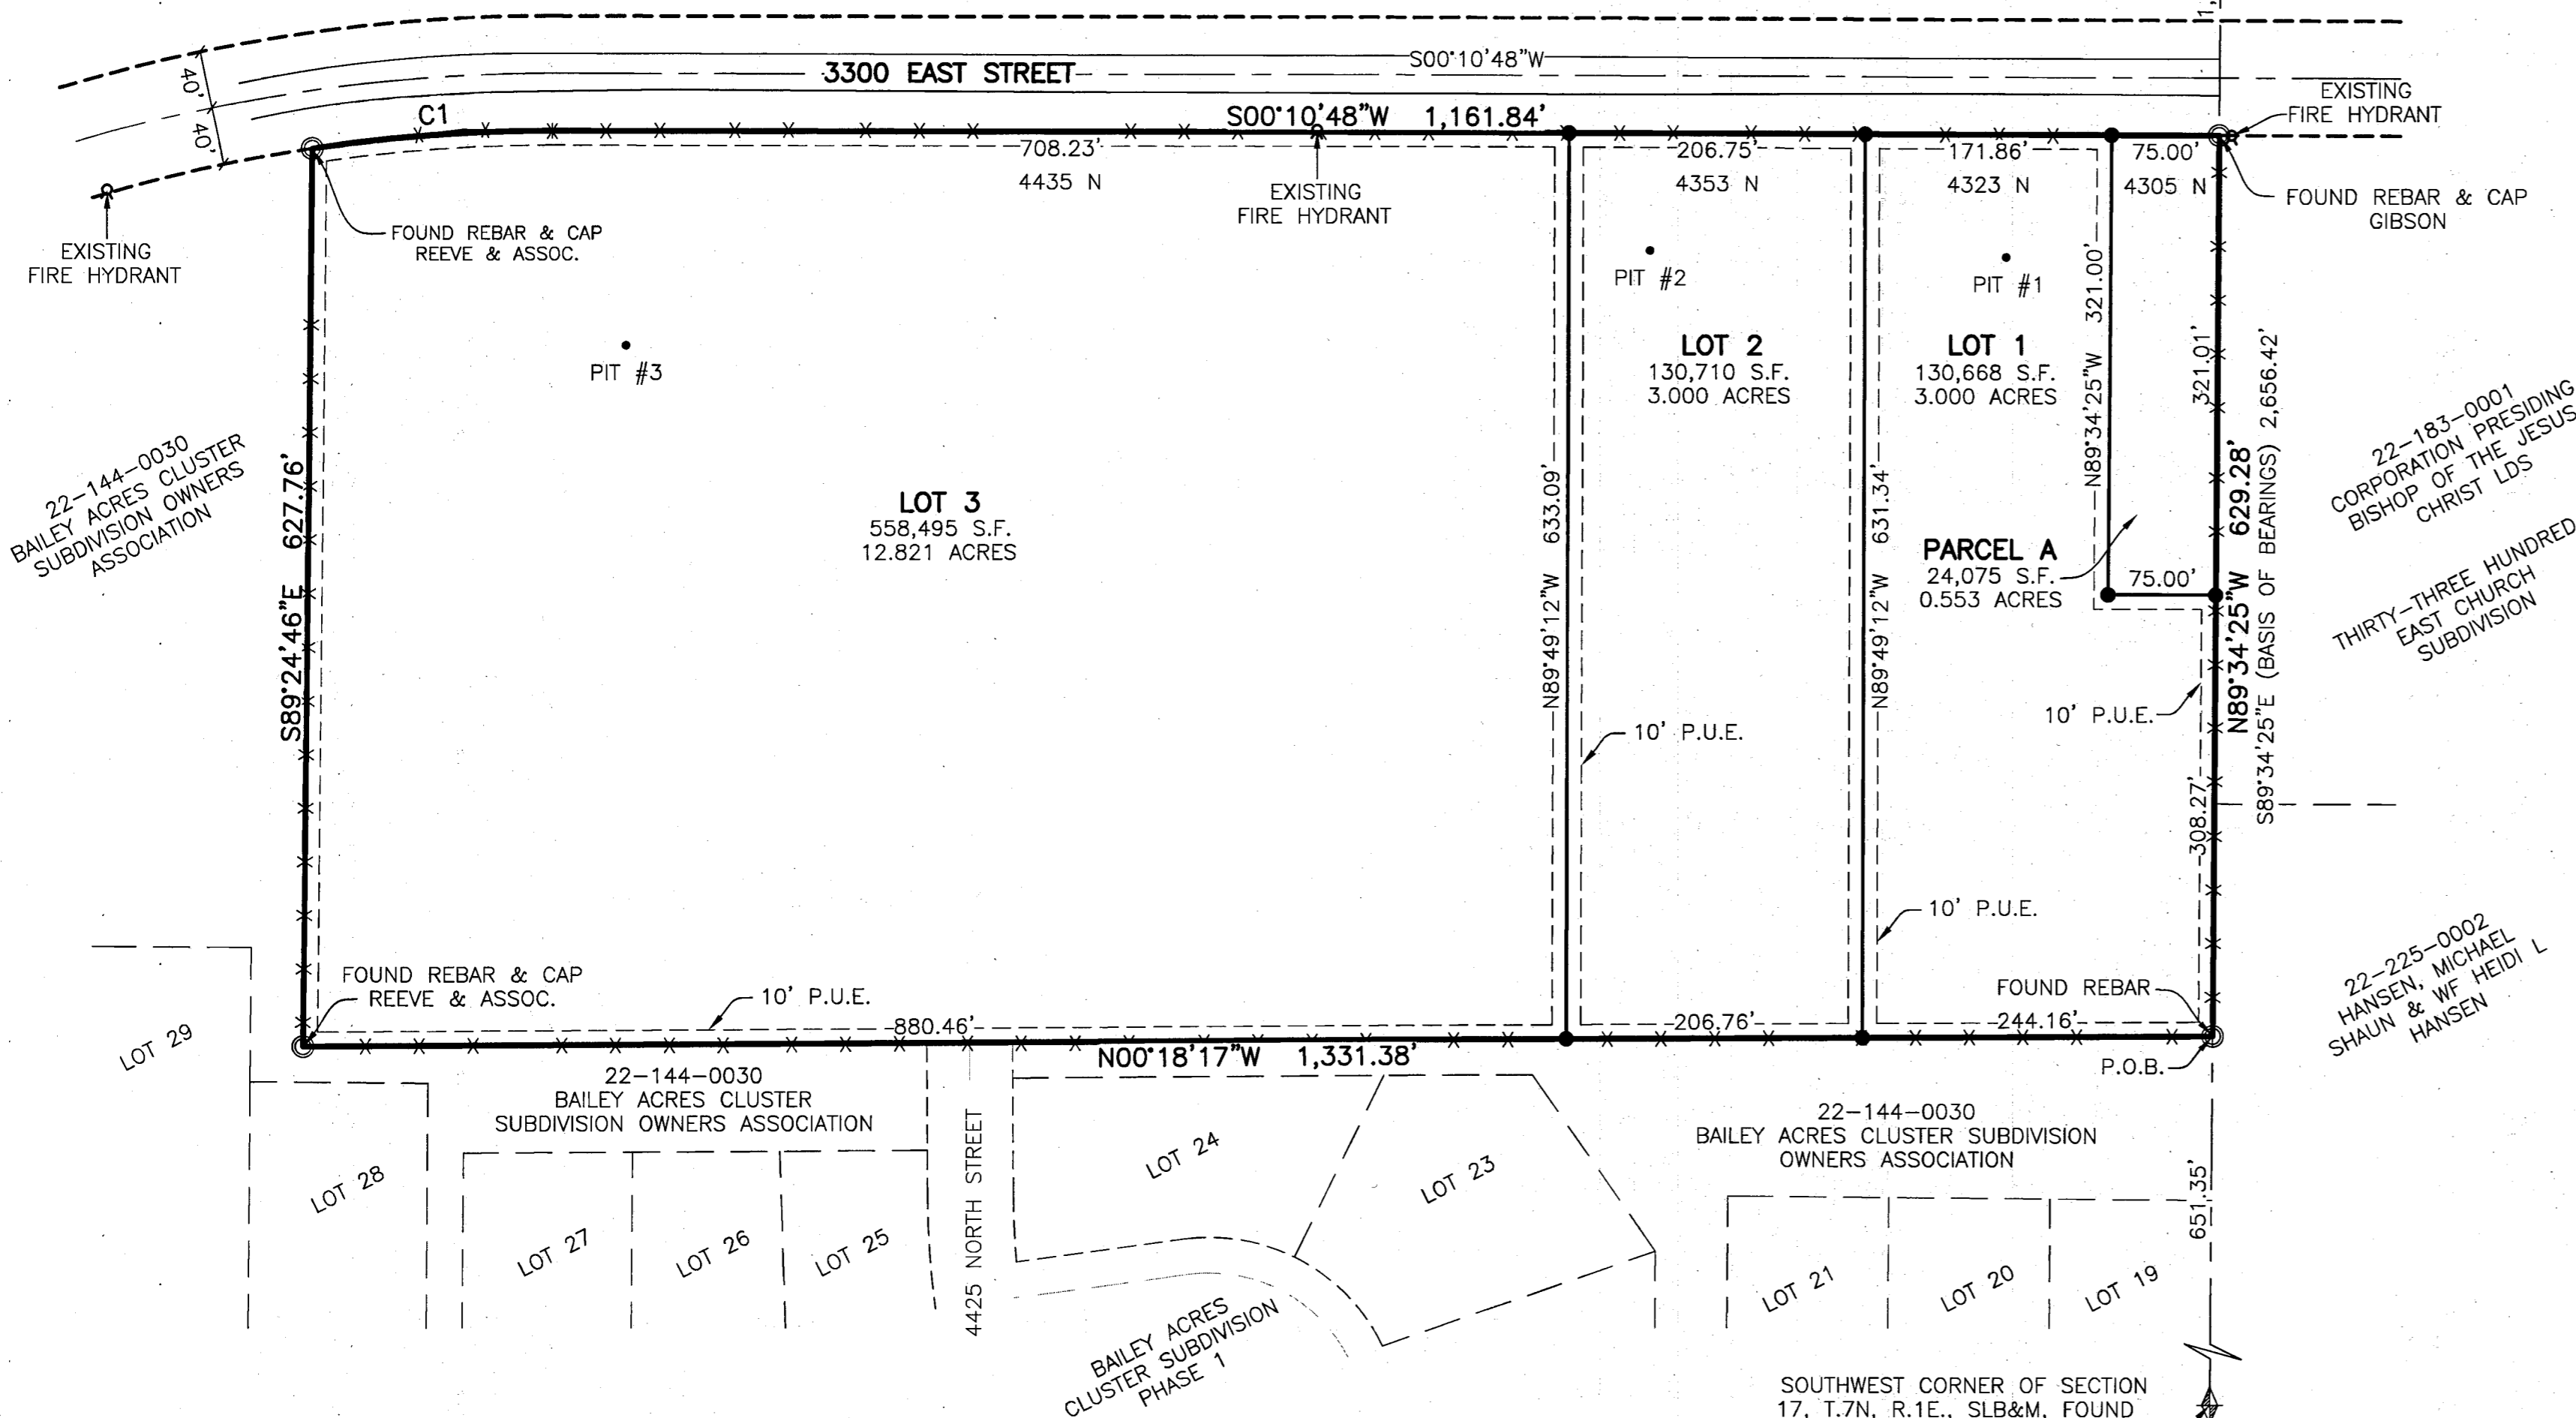 1,
S00°10'48"W
3300 EAST STREET
40'
40'
C1
S00°10'48"W 1,161.84'
EXISTING
FIRE HYDRANT
708.23'
4435 N
206.75'
4353 N
171.86'
4323 N
75.00'
4305 N
EXISTING
FIRE HYDRANT
FOUND REBAR & CAP
GIBSON
FOUND REBAR & CAP
REEVE & ASSOC.
EXISTING
FIRE HYDRANT
PIT #2
PIT #1
PIT #3
N89°34'25"W 321.00'
321.01'
LOT 2
130,710 S.F.
3.000 ACRES
LOT 1
130,668 S.F.
3.000 ACRES
22-144-0030
BAILEY ACRES CLUSTER
SUBDIVISION OWNERS
ASSOCIATION
S89°24'46"E 627.76'
LOT 3
558,495 S.F.
12.821 ACRES
N89°49'12"W 633.09'
N89°49'12"W 631.34'
PARCEL A
24,075 S.F.
0.553 ACRES
75.00'
N89°34'25"W 629.28'
S89°34'25"E (BASIS OF BEARINGS) 2,656.42'
22-183-0001
CORPORATION PRESIDING
BISHOP OF THE JESUS
CHRIST LDS
THIRTY-THREE HUNDRED
EAST CHURCH
SUBDIVISION
10' P.U.E.
10' P.U.E.
308.27'
10' P.U.E.
22-225-0002
HANSEN, MICHAEL
SHAUN & WF HEIDI L
HANSEN
FOUND REBAR & CAP
REEVE & ASSOC.
10' P.U.E.
FOUND REBAR
880.46'
206.76'
244.16'
N00°18'17"W 1,331.38'
P.O.B.
LOT 29
22-144-0030
BAILEY ACRES CLUSTER
SUBDIVISION OWNERS ASSOCIATION
22-144-0030
BAILEY ACRES CLUSTER SUBDIVISION
OWNERS ASSOCIATION
LOT 28
LOT 27
LOT 26
LOT 25
4425 NORTH STREET
LOT 24
LOT 23
LOT 21
LOT 20
LOT 19
651.35'
BAILEY ACRES
CLUSTER SUBDIVISION
PHASE 1
SOUTHWEST CORNER OF SECTION
17, T.7N, R.1E., SLB&M, FOUND